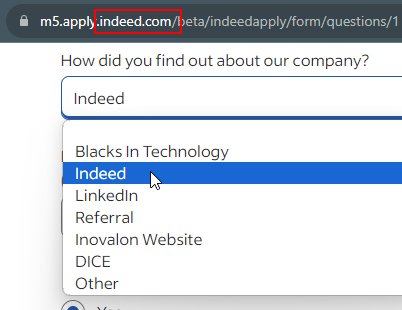 m5.apply.indeed.com/beta/indeedapply/form/questions/1
How did you find out about our company?
Indeed
Blacks In Technology
Indeed
LinkedIn
Referral
Inovalon Website
DICE
Other